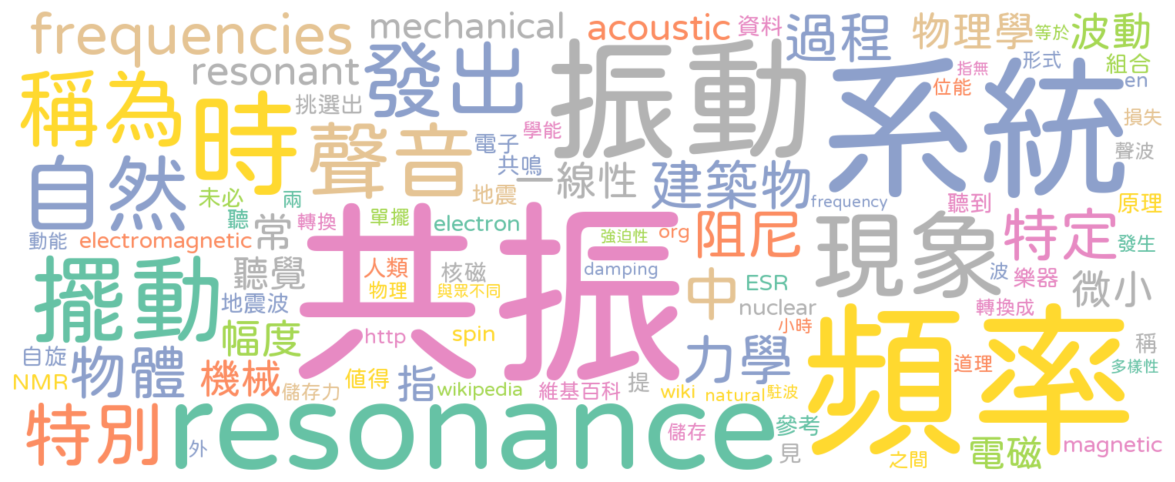 frequencies
mechanical
acoustic
資料
過程
物理學
等於
波動
resonant
發出
振動
系統
指無
形式
組合
en
稱為
時
挑選出
位能
損失
聲音
電子
學能
聲波
共鳴
自然
未必
兩
地震
一線性
建築物
frequency
聽到
特定
原理
聽
轉換
常
單擺
electron
強迫性
org
阻尼
現象
發生
動能
electromagnetic
擺動
聽覺
人類
核磁
共振
damping
中
ESR
波
樂器
微小
地震波
物理
與眾不同
nuclear
轉換成
幅度
http
spin
小時
頻率
稱
自旋
物體
機械
值得
指
力學
道理
多樣性
NMR
儲存力
wikipedia
維基百科
提
wiki
natural
駐波
特別
resonance
外
儲存
參考
見
之間
電磁
magnetic